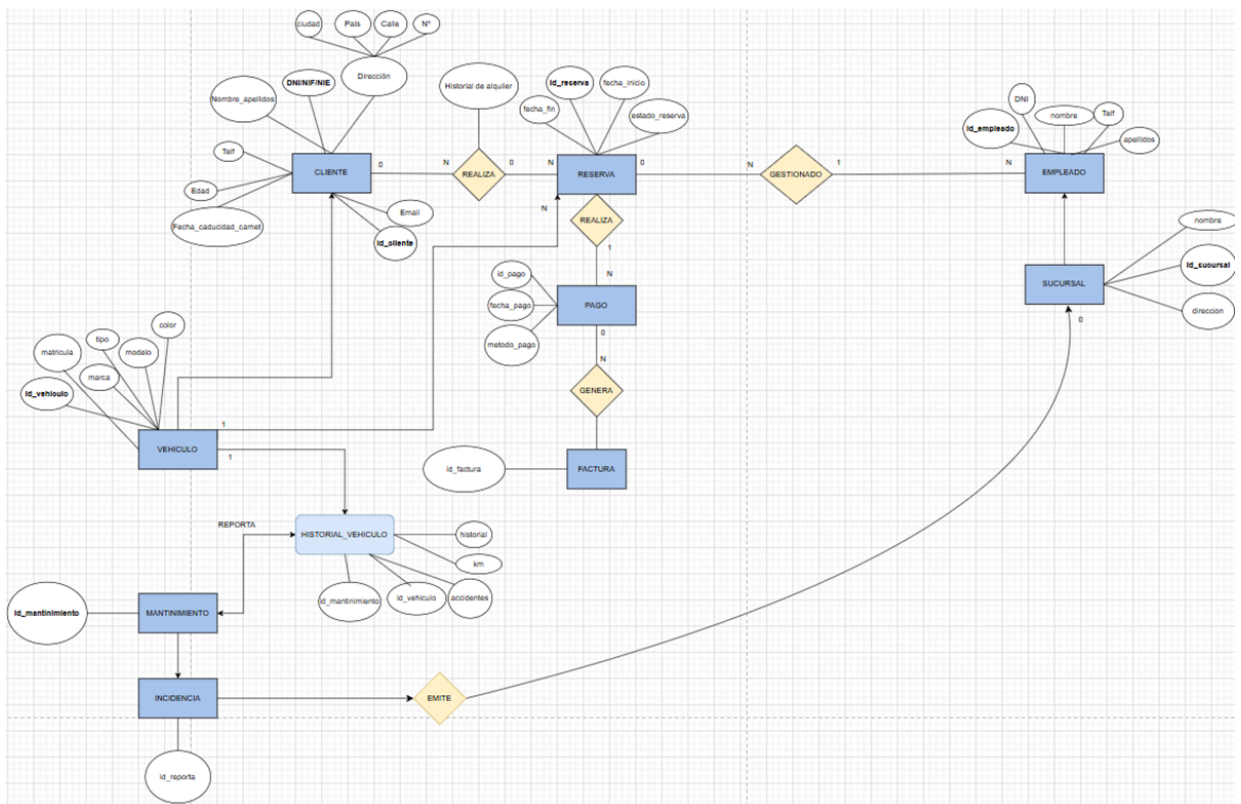 ciudad
País
Calle
Nº
DNI/NIF/NIE
Dirección
Nombre_apellidos
Historial de alquiler
id_reserva
fecha_inicio
fecha_fin
estado_reserva
DNI
nombre
Telf
id_empleado
apellidos
Telf
CLIENTE
0
N
REALIZA
0
N
RESERVA
0
N
GESTIONADO
1
N
EMPLEADO
Edad
Fecha_caducidad_carnet
Email
id_cliente
N
REALIZA
1
N
nombre
id_sucursal
SUCURSAL
direccion
0
id_pago
fecha_pago
metodo_pago
PAGO
0
N
GENERA
color
tipo
matricula
modelo
marca
id_vehiculo
1
VEHICULO
1
id_factura
FACTURA
REPORTA
HISTORIAL_VEHICULO
historial
km
id_mantinimiento
id_vehiculo
accidentes
id_mantinimiento
MANTINIMIENTO
INCIDENCIA
EMITE
id_reporta